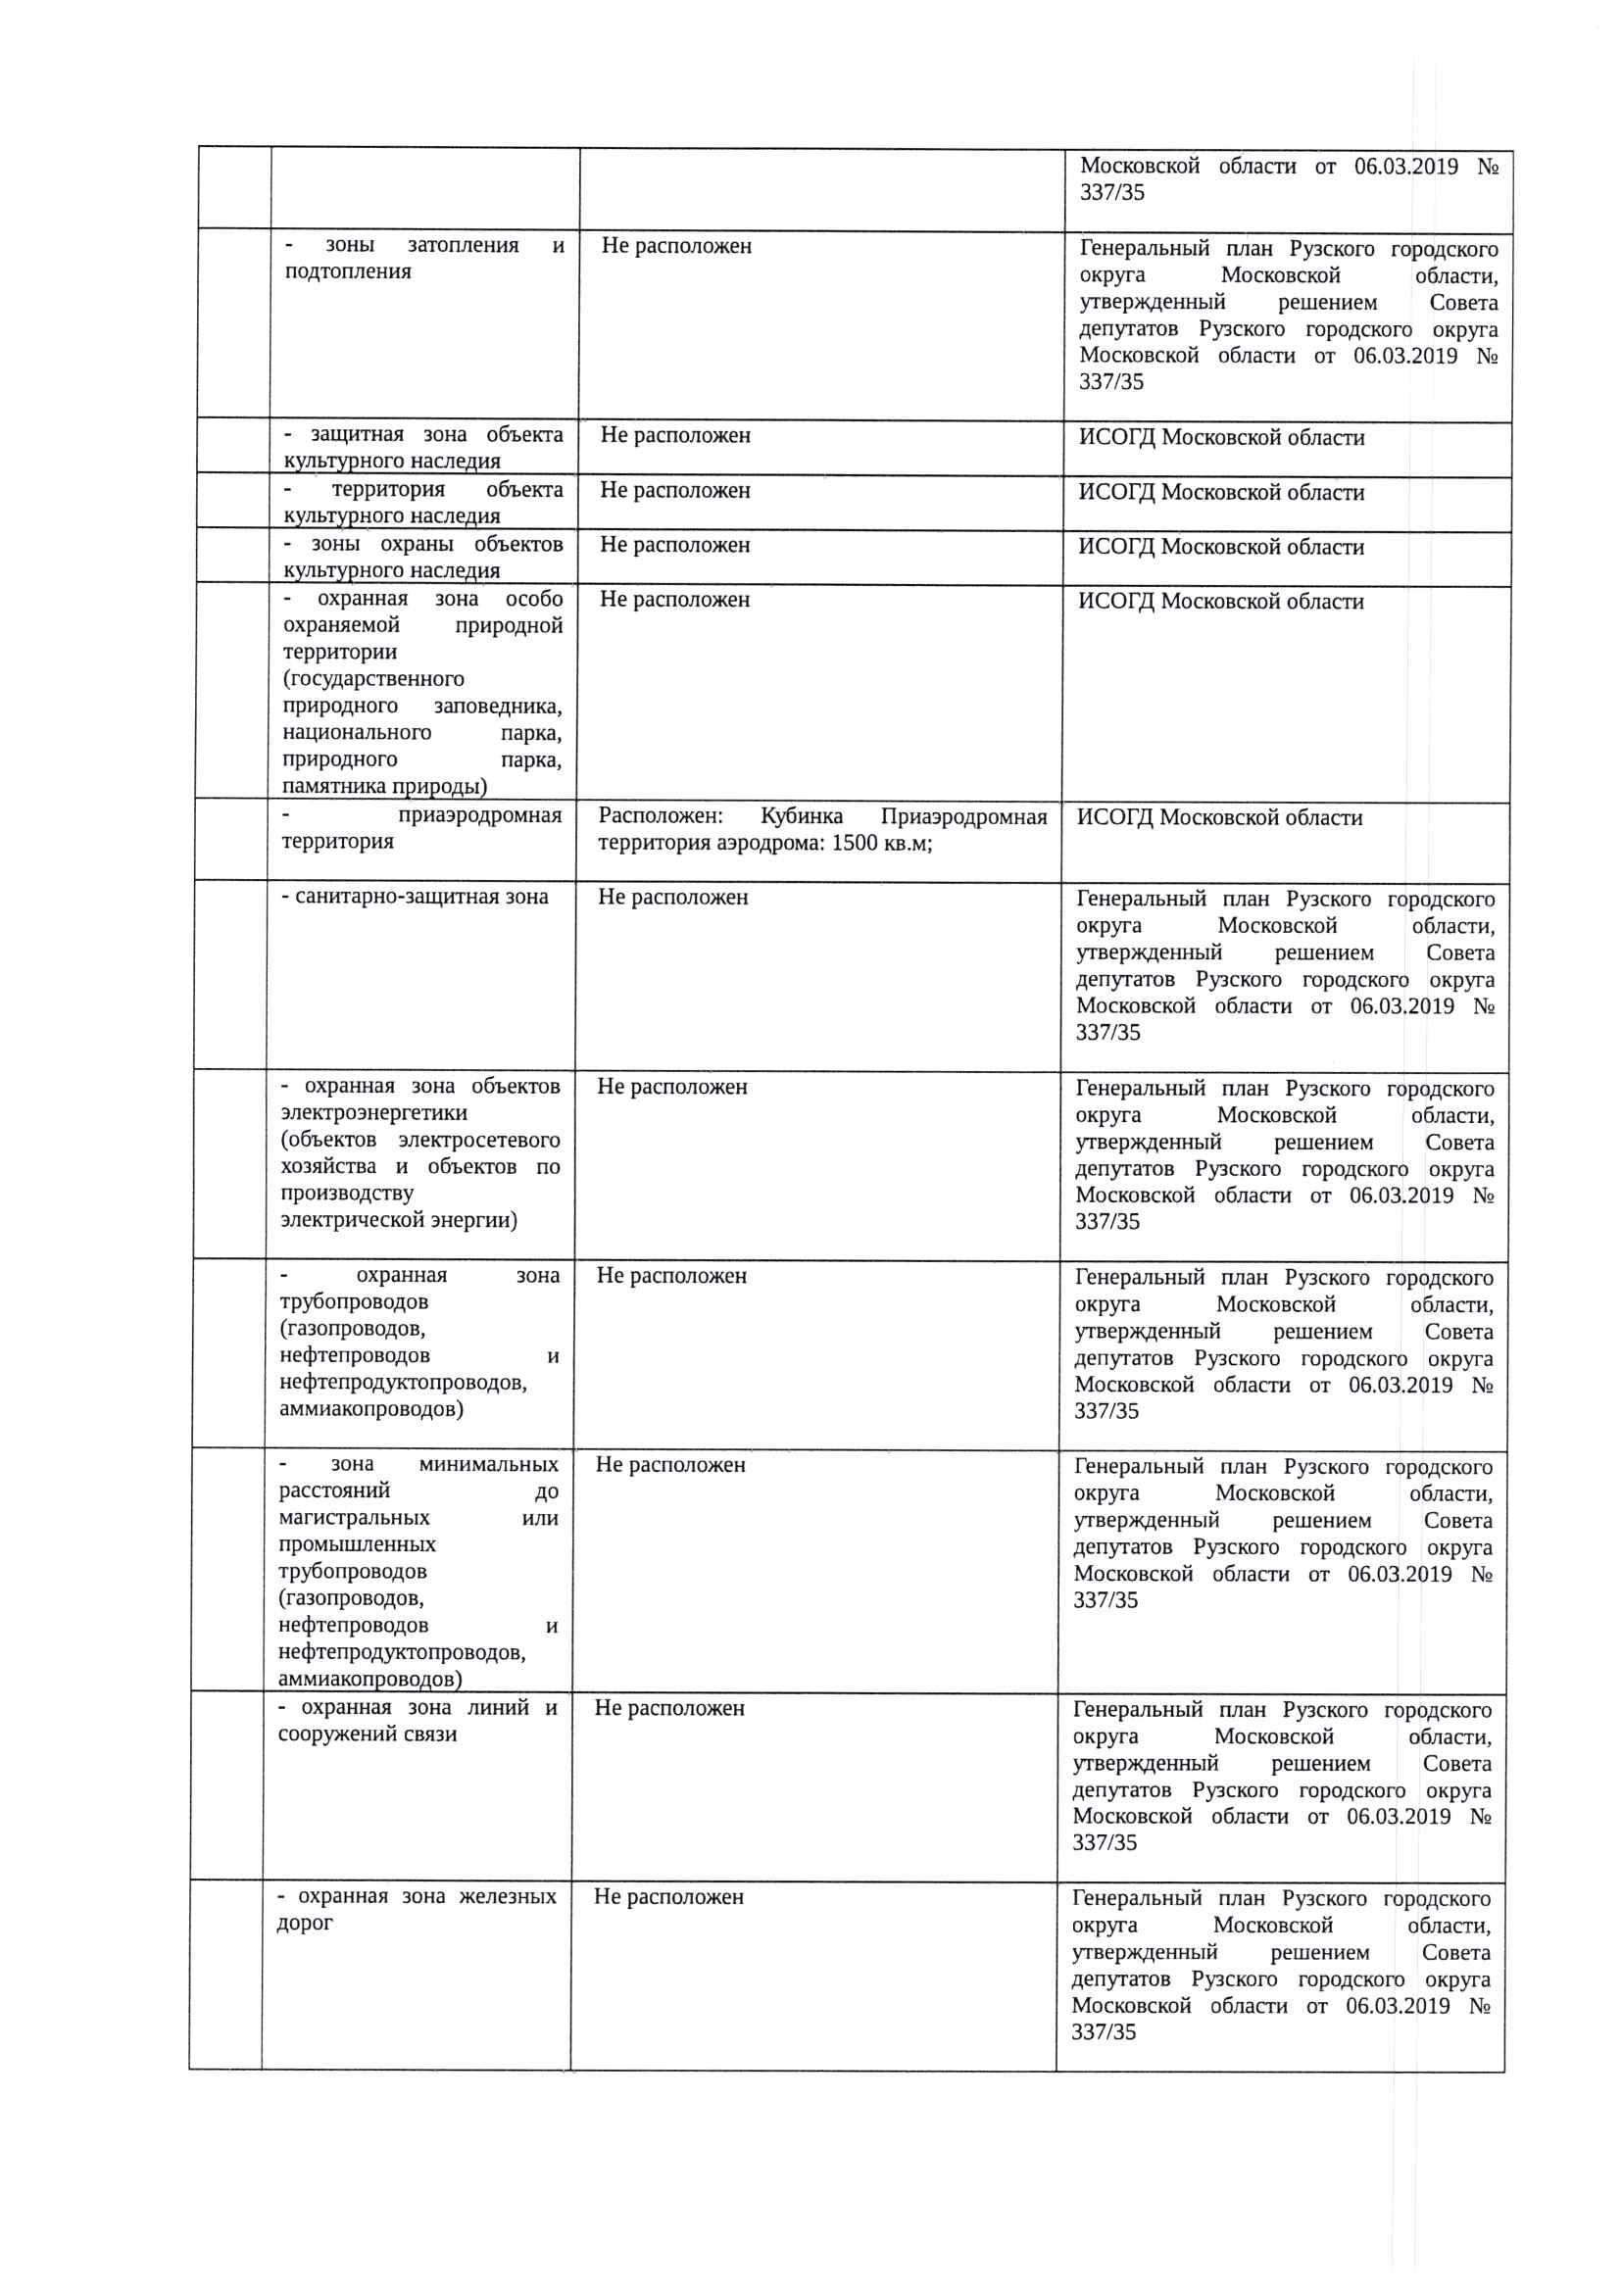 Московской области от 06.03.2019 №
337/35
- зоны затопления и
подтопления
Не расположен
Генеральный план Рузского городского
округа Московской области,
утвержденный решением Совета
депутатов Рузского городского округа
Московской области от 06.03.2019 №
337/35
- защитная зона объекта
культурного наследия
Не расположен
ИСОГД Московской области
- территория объекта
культурного наследия
Не расположен
ИСОГД Московской области
- зоны охраны объектов
культурного наследия
Не расположен
ИСОГД Московской области
- охранная зона особо
охраняемой природной
территории
(государственного
природного заповедника,
национального парка,
природного парка,
памятника природы)
Не расположен
ИСОГД Московской области
- приаэродромная
территория
Расположен: Кубинка Приаэродромная
территория аэродрома: 1500 кв.м;
ИСОГД Московской области
- санитарно-защитная зона
Не расположен
Генеральный план Рузского городского
округа Московской области,
утвержденный решением Совета
депутатов Рузского городского округа
Московской области от 06.03.2019 №
337/35
- охранная зона объектов
электроэнергетики
(объектов электросетевого
хозяйства и объектов по
производству
электрической энергии)
Не расположен
Генеральный план Рузского городского
округа Московской области,
утвержденный решением Совета
депутатов Рузского городского округа
Московской области от 06.03.2019 №
337/35
- охранная зона
трубопроводов
(газопроводов,
нефтепроводов и
нефтепродуктопроводов,
аммиакопроводов)
Не расположен
Генеральный план Рузского городского
округа Московской области,
утвержденный решением Совета
депутатов Рузского городского округа
Московской области от 06.03.2019 №
337/35
- зона минимальных
расстояний до
магистральных или
промышленных
трубопроводов
(газопроводов,
нефтепроводов и
нефтепродуктопроводов,
аммиакопроводов)
Не расположен
Генеральный план Рузского городского
округа Московской области,
утвержденный решением Совета
депутатов Рузского городского округа
Московской области от 06.03.2019 №
337/35
- охранная зона линий и
сооружений связи
Не расположен
Генеральный план Рузского городского
округа Московской области,
утвержденный решением Совета
депутатов Рузского городского округа
Московской области от 06.03.2019 №
337/35
- охранная зона железных
дорог
Не расположен
Генеральный план Рузского городского
округа Московской области,
утвержденный решением Совета
депутатов Рузского городского округа
Московской области от 06.03.2019 №
337/35